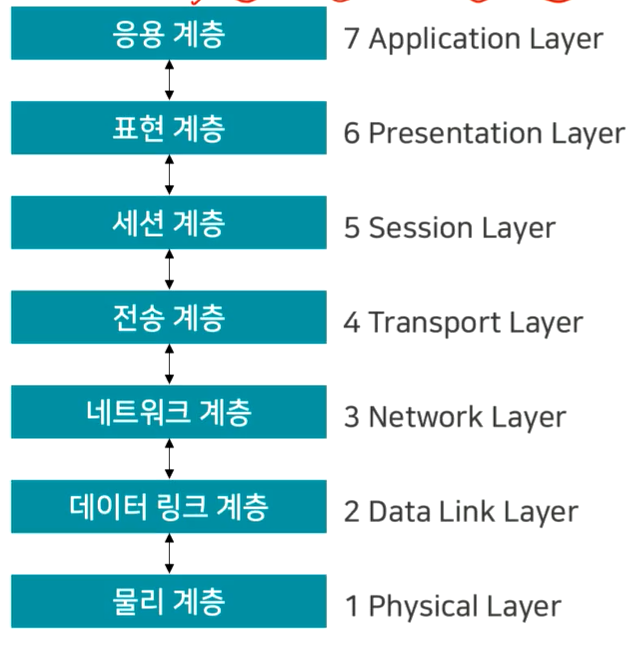 응용 계층
7 Application Layer
표현 계층
6 Presentation Layer
세션 계층
5 Session Layer
전송 계층
4 Transport Layer
네트워크 계층
3 Network Layer
데이터 링크 계층
2 Data Link Layer
물리 계층
1 Physical Layer